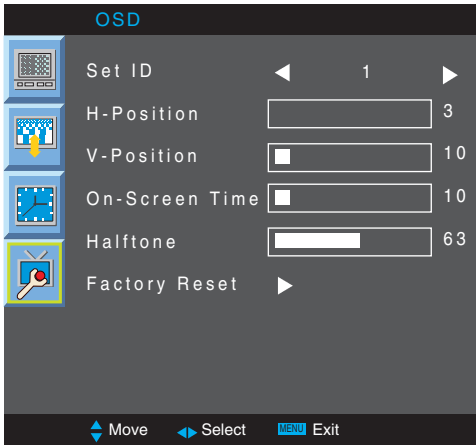 OSD
Set ID 1
H-Position 3
V-Position 10
On-Screen Time 10
Halftone 63
Factory Reset
Move Select MENU Exit